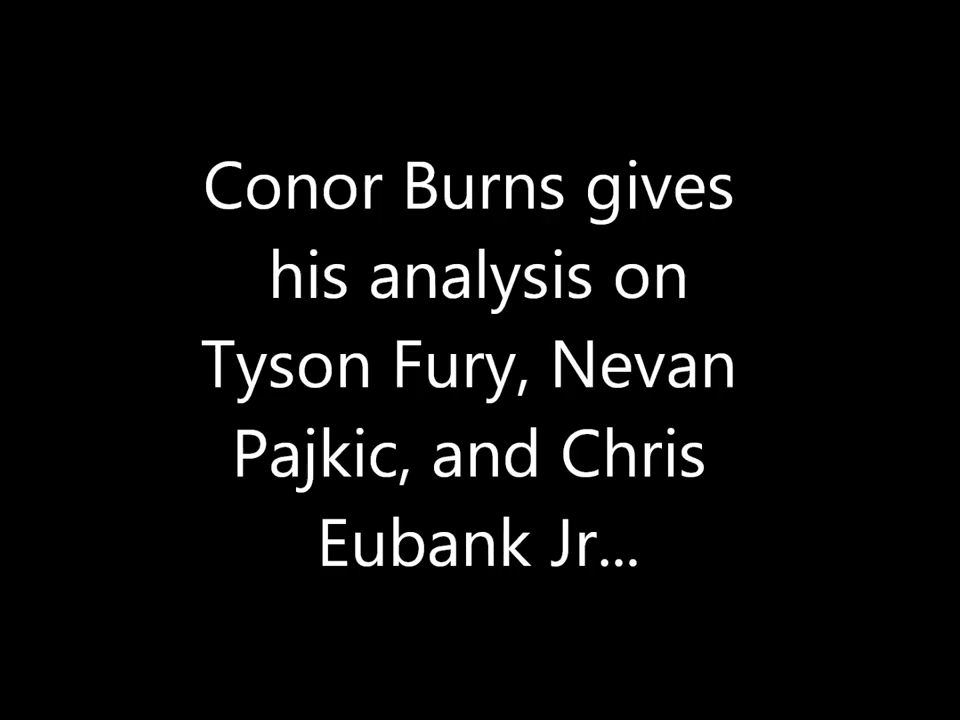 Conor Burns gives
his analysis on
Tyson Fury, Nevan
Pajkic, and Chris
Eubank Jr...